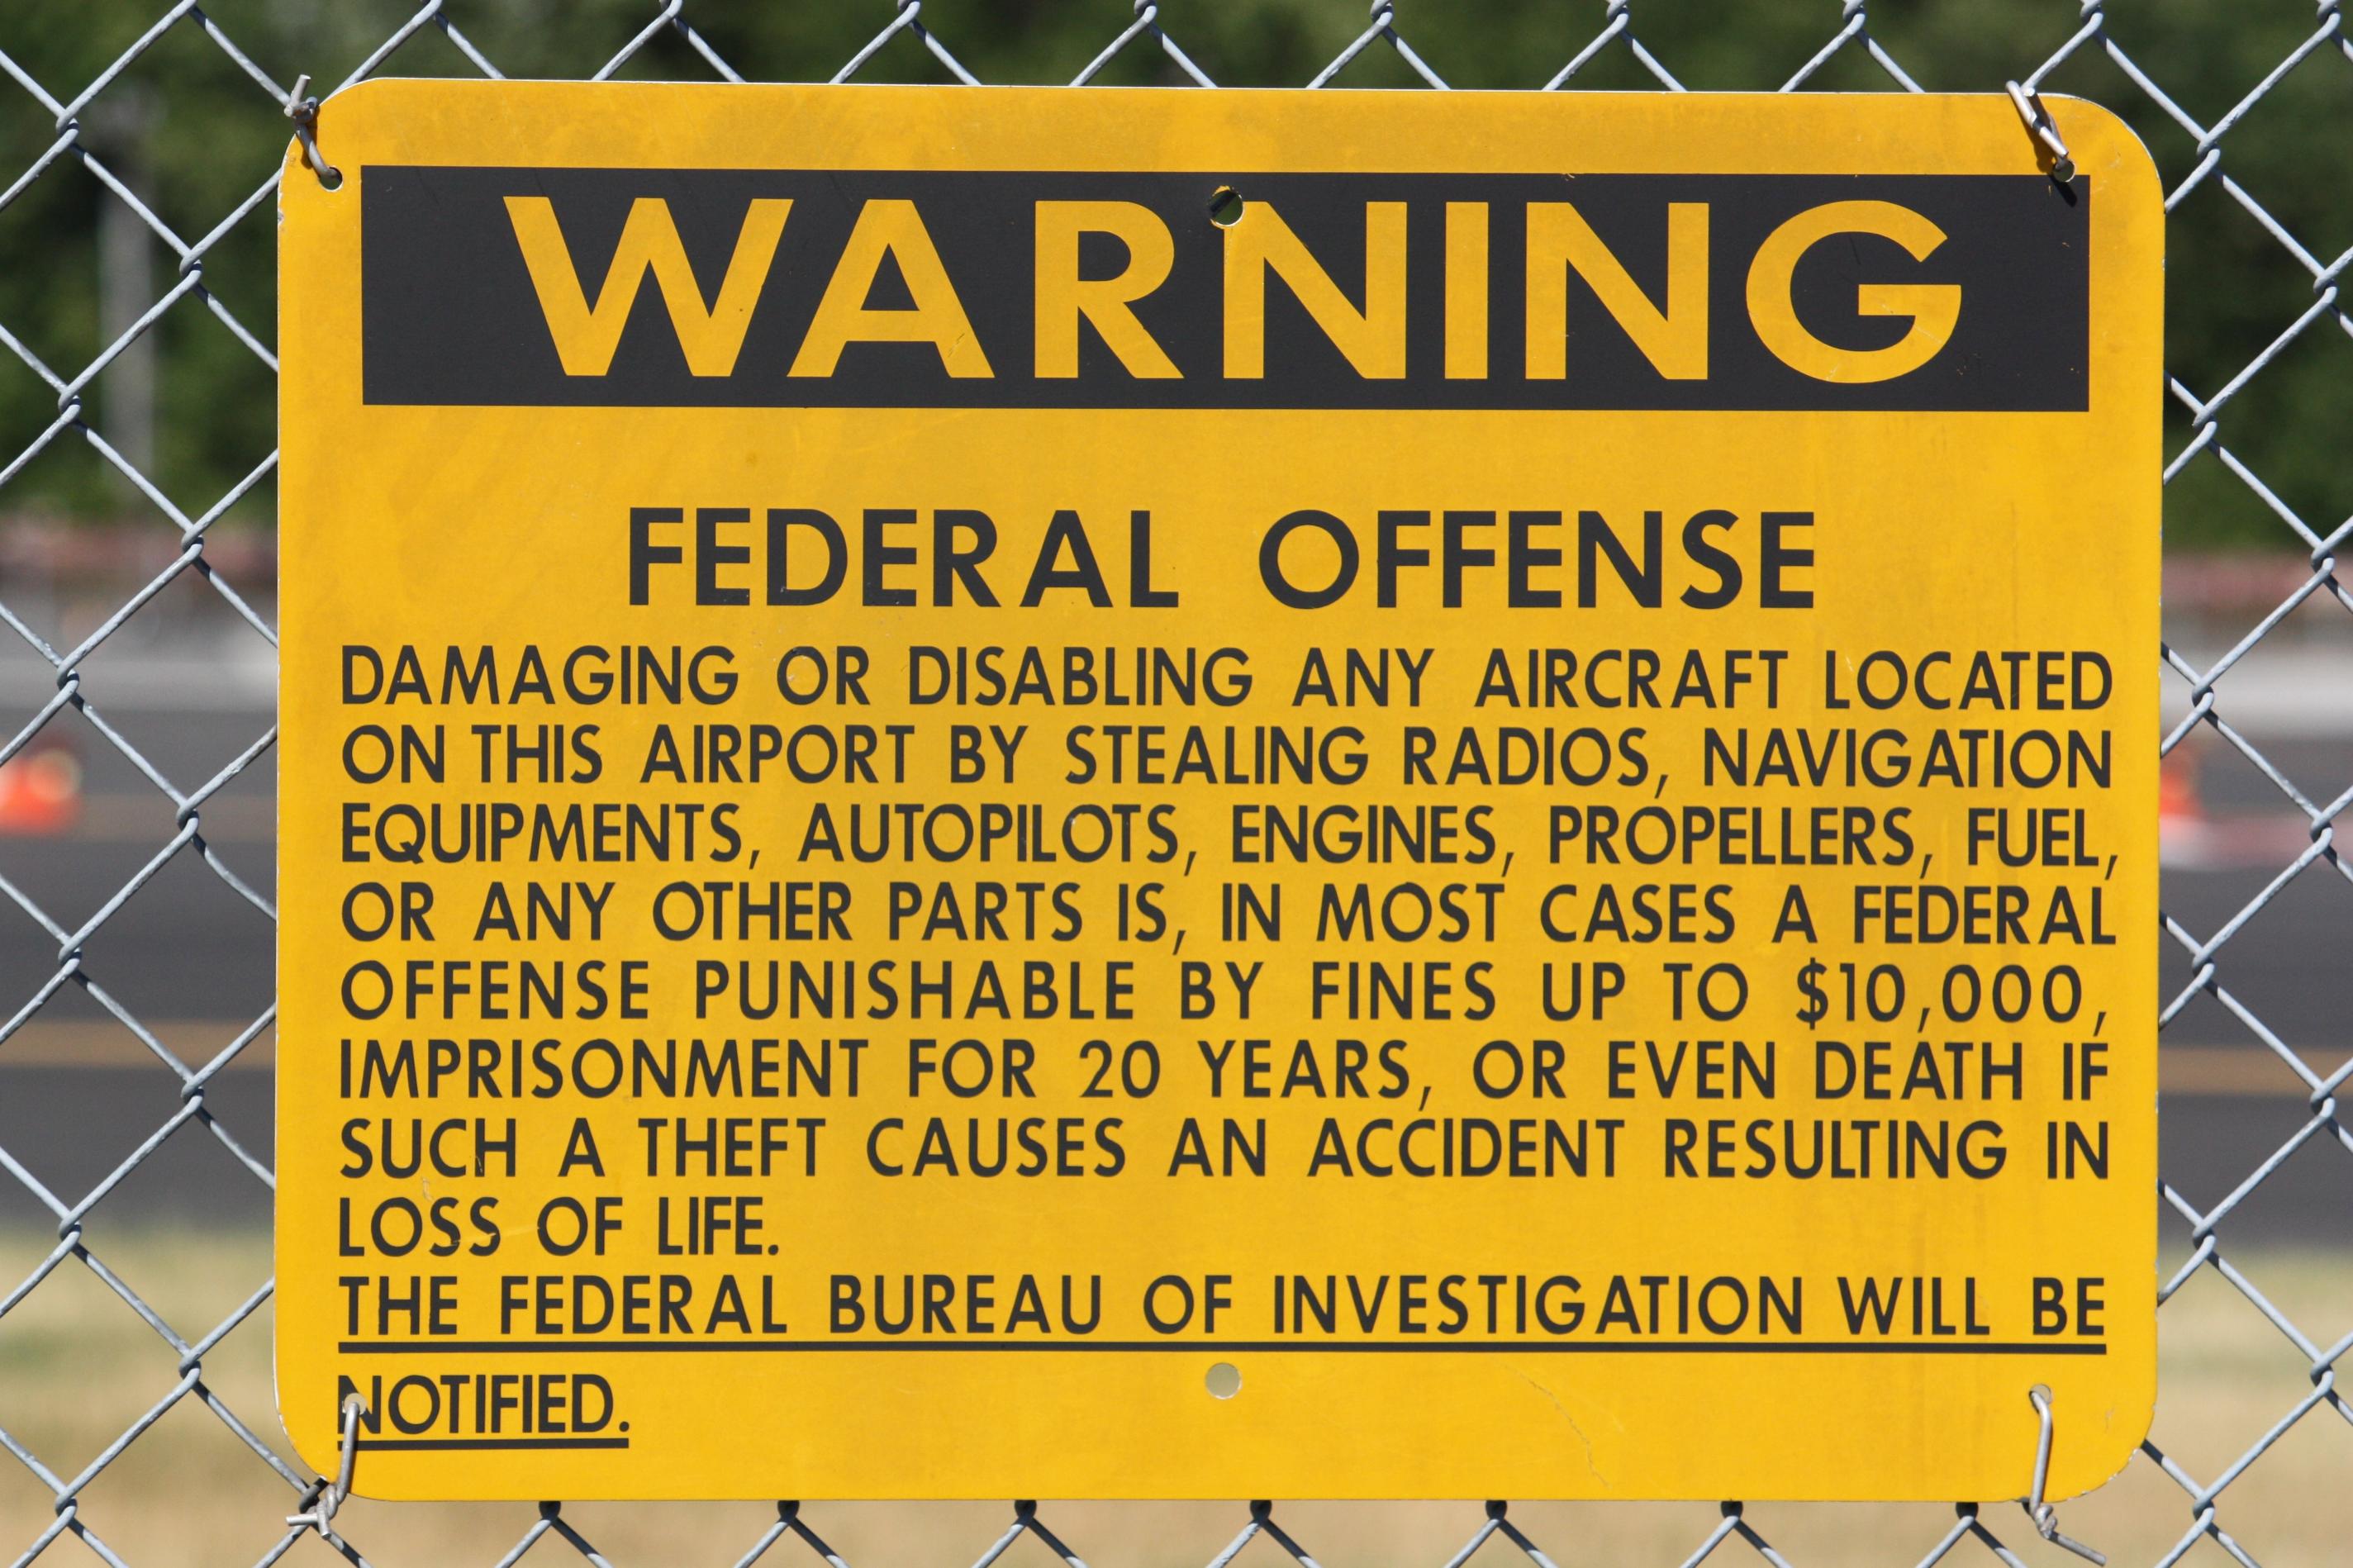 WARNING
FEDERAL OFFENSE
DAMAGING OR DISABLING ANY AIRCRAFT LOCATED
ON THIS AIRPORT BY STEALING RADIOS, NAVIGATION
EQUIPMENTS, AUTOPILOTS, ENGINES, PROPELLERS, FUEL,
OR ANY OTHER PARTS IS, IN MOST CASES A FEDERAL
OFFENSE PUNISHABLE BY FINES UP TO $10,000,
IMPRISONMENT FOR 20 YEARS, OR EVEN DEATH IF
SUCH A THEFT CAUSES AN ACCIDENT RESULTING IN
LOSS OF LIFE.
THE FEDERAL BUREAU OF INVESTIGATION WILL BE
NOTIFIED.